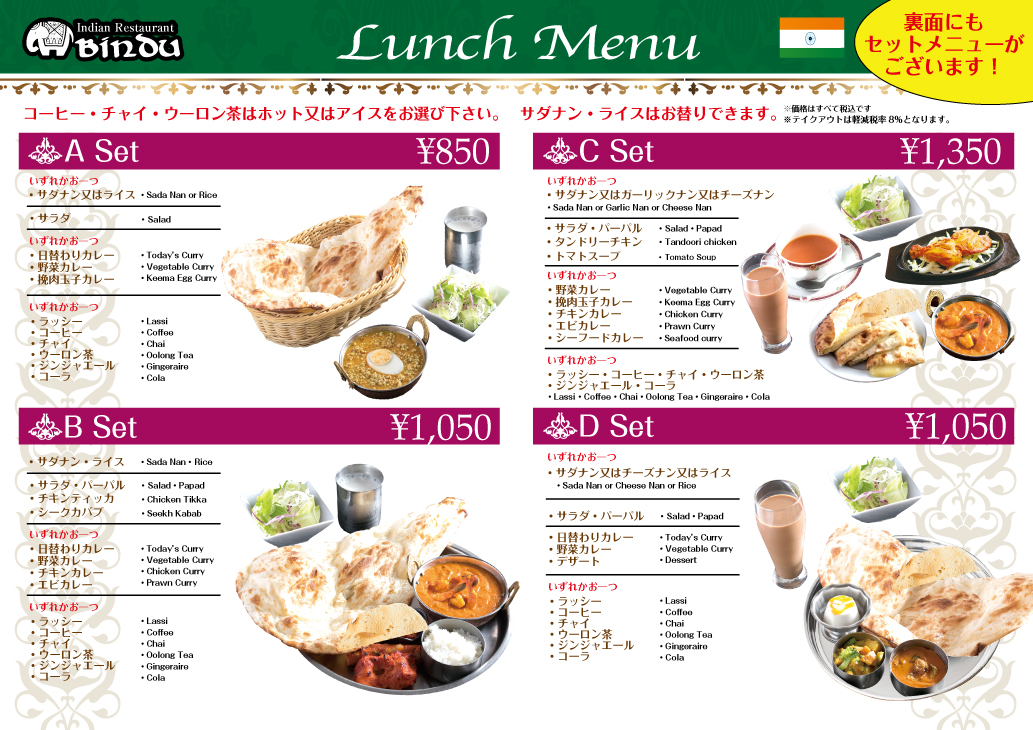 Indian Restaurant
BINDU
Lunch Menu
裏面にも
セットメニューが
ございます！
コーヒー・チャイ・ウーロン茶はホット又はアイスをお選び下さい。 サダナン・ライスはお替りできます。
※価格はすべて税込です
※テイクアウトは軽減税率8%となります。
A Set ¥850
いずれかお一つ
・サダナン又はライス ・Sada Nan or Rice
・サラダ ・Salad
いずれかお一つ
・日替わりカレー ・Today's Curry
・野菜カレー ・Vegetable Curry
・挽肉玉子カレー ・Keema Egg Curry
いずれかお一つ
・ラッシー ・Lassi
・コーヒー ・Coffee
・チャイ ・Chai
・ウーロン茶 ・Oolong Tea
・ジンジャエール ・Gingeraire
・コーラ ・Cola
B Set ¥1,050
・サダナン・ライス ・Sada Nan・Rice
・サラダ・パーパル ・Salad・Papad
・チキンティッカ ・Chicken Tikka
・シークカバブ ・Seekh Kabab
いずれかお一つ
・日替わりカレー ・Today's Curry
・野菜カレー ・Vegetable Curry
・チキンカレー ・Chicken Curry
・エビカレー ・Prawn Curry
いずれかお一つ
・ラッシー ・Lassi
・コーヒー ・Coffee
・チャイ ・Chai
・ウーロン茶 ・Oolong Tea
・ジンジャエール ・Gingeraire
・コーラ ・Cola
C Set ¥1,350
いずれかお一つ
・サダナン又はガーリックナン又はチーズナン
・Sada Nan or Garlic Nan or Cheese Nan
・サラダ・パーパル ・Salad・Papad
・タンドリーチキン ・Tandoori chicken
・トマトスープ ・Tomato Soup
いずれかお一つ
・野菜カレー ・Vegetable Curry
・挽肉玉子カレー ・Keema Egg Curry
・チキンカレー ・Chicken Curry
・エビカレー ・Prawn Curry
・シーフードカレー ・Seafood curry
いずれかお一つ
・ラッシー・コーヒー・チャイ・ウーロン茶
・ジンジャエール・コーラ
・Lassi・Coffee・Chai・Oolong Tea・Gingeraire・Cola
D Set ¥1,050
いずれかお一つ
・サダナン又はチーズナン又はライス
・Sada Nan or Cheese Nan or Rice
・サラダ・パーパル ・Salad・Papad
・日替わりカレー ・Today's Curry
・野菜カレー ・Vegetable Curry
・デザート ・Dessert
いずれかお一つ
・ラッシー ・Lassi
・コーヒー ・Coffee
・チャイ ・Chai
・ウーロン茶 ・Oolong Tea
・ジンジャエール ・Gingeraire
・コーラ ・Cola